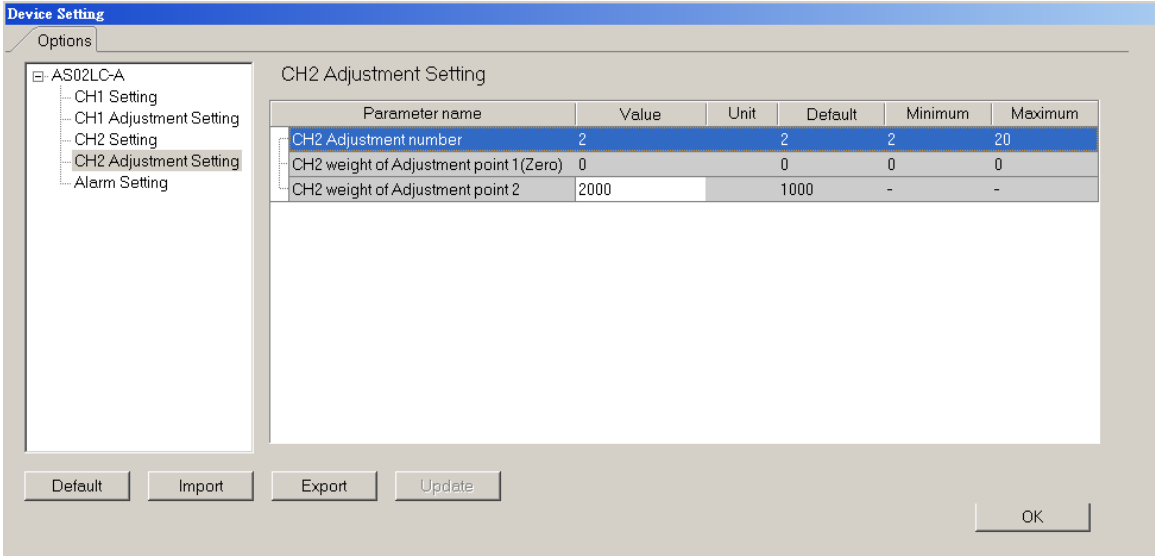 Device Setting
Options
AS02LC-A
CH1 Setting
CH1 Adjustment Setting
CH2 Setting
CH2 Adjustment Setting
Alarm Setting
CH2 Adjustment Setting
Parameter name Value Unit Default Minimum Maximum
CH2 Adjustment number 2 2 2 20
CH2 weight of Adjustment point 1(Zero) 0 0 0 0
CH2 weight of Adjustment point 2 2000 1000 - -
Default Import Export Update
OK